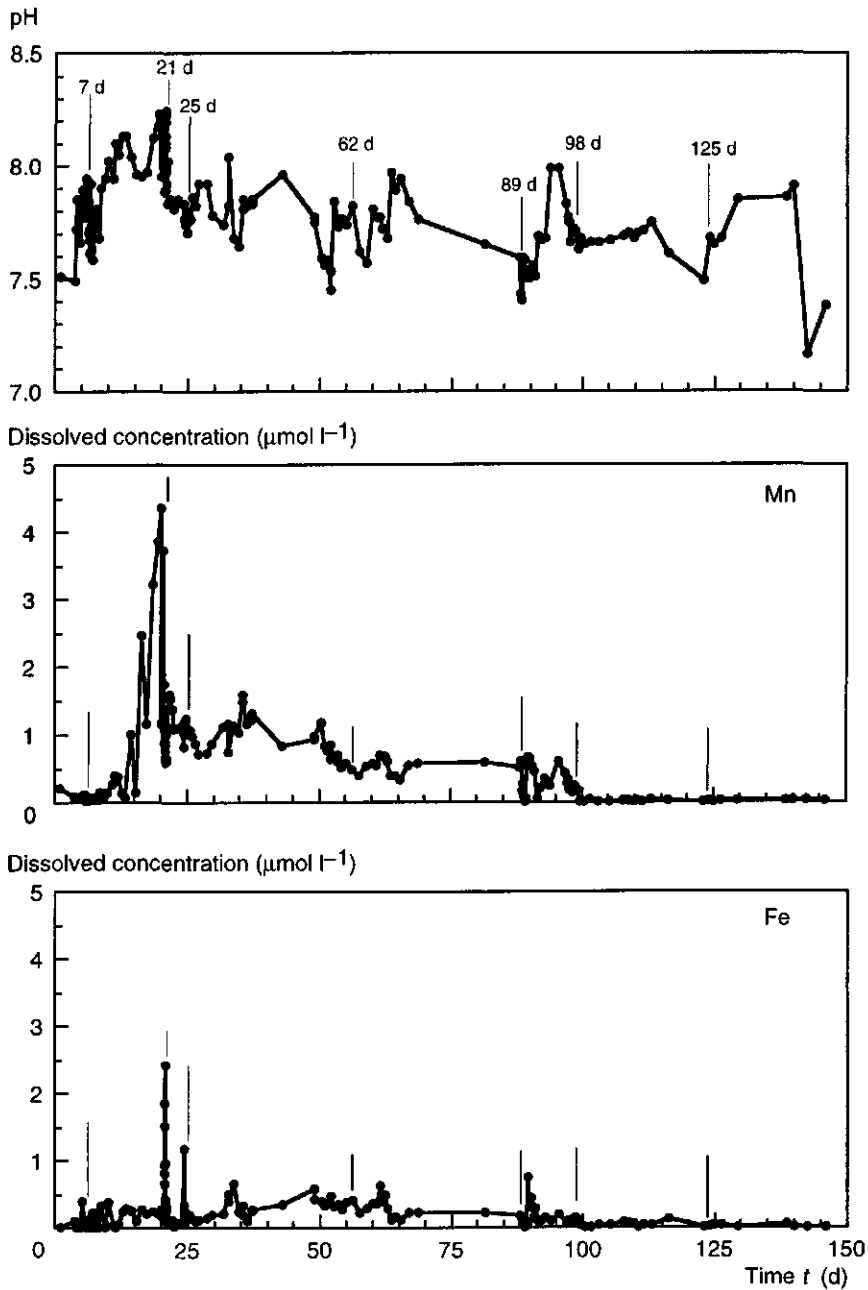 pH
8.5
21 d
7 d
25 d
8.0
62 d
98 d
125 d
89 d
7.5
7.0
Dissolved concentration (µmol l–1)
5
Mn
4
3
2
1
0
Dissolved concentration (µmol l–1)
5
Fe
4
3
2
1
0 25 50 75 100 125 150
Time t (d)